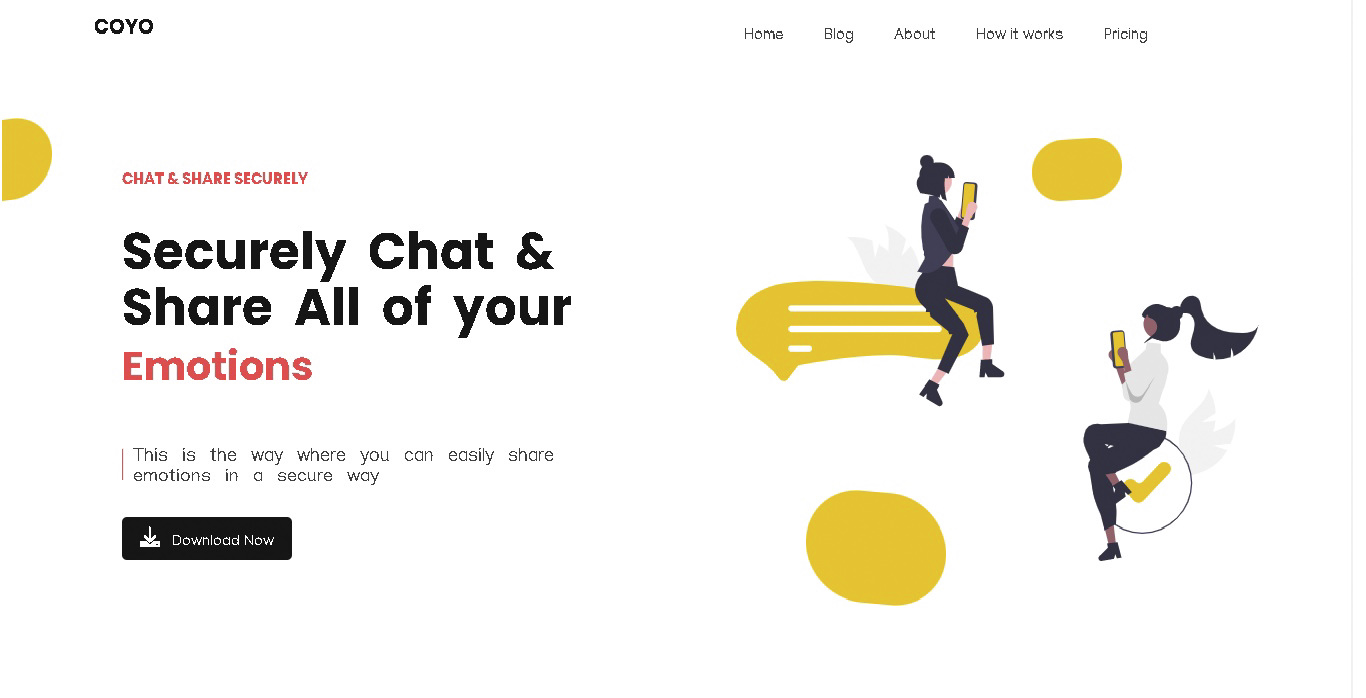 COYO
Home Blog About How it works Pricing
CHAT & SHARE SECURELY
Securely Chat &
Share All of your
Emotions
This is the way where you can easily share
emotions in a secure way
Download Now